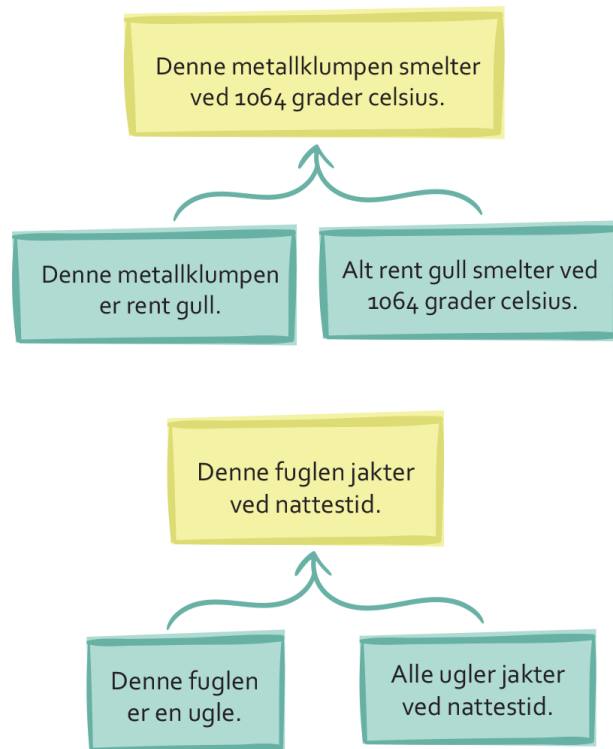 Denne metallklumpen smelter
ved 1064 grader celsius.
Denne metallklumpen
er rent gull.
Alt rent gull smelter ved
1064 grader celsius.
Denne fuglen jakter
ved nattestid.
Denne fuglen
er en ugle.
Alle ugler jakter
ved nattestid.